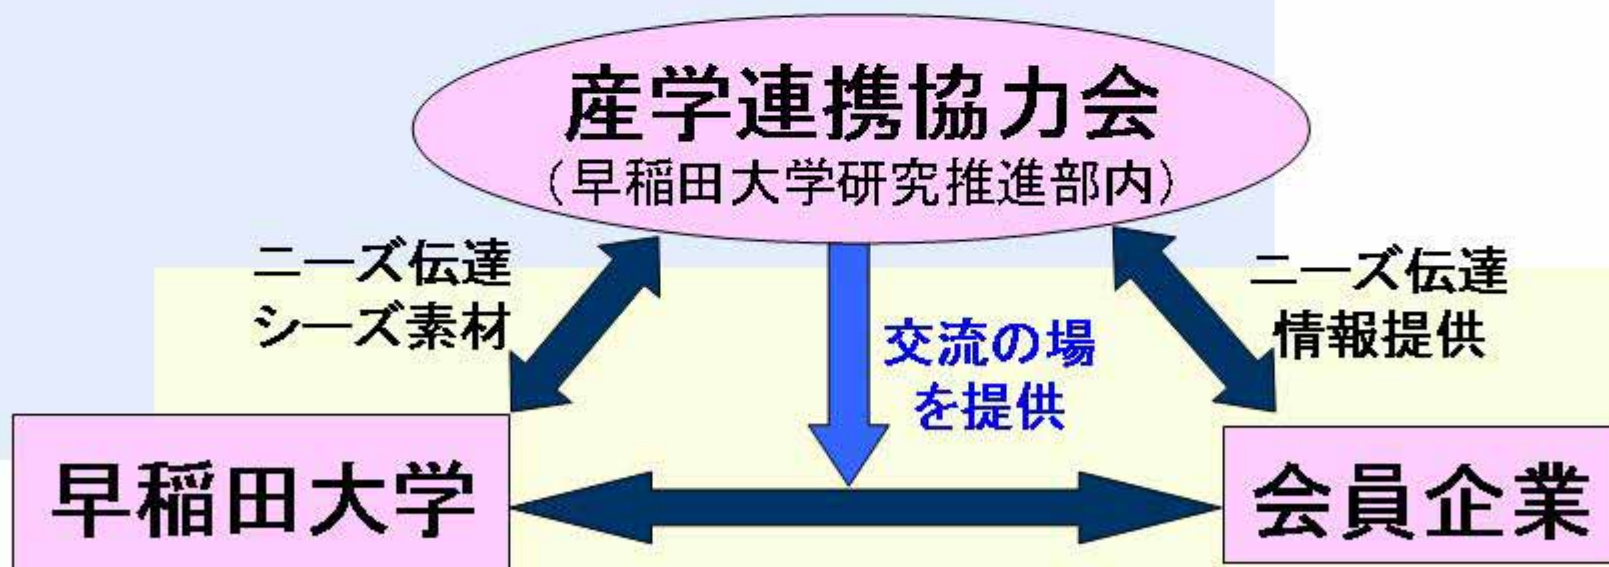 産学連携協力会
(早稲田大学研究推進部内)
ニーズ伝達
シーズ素材
交流の場
を提供
ニーズ伝達
情報提供
早稲田大学
会員企業